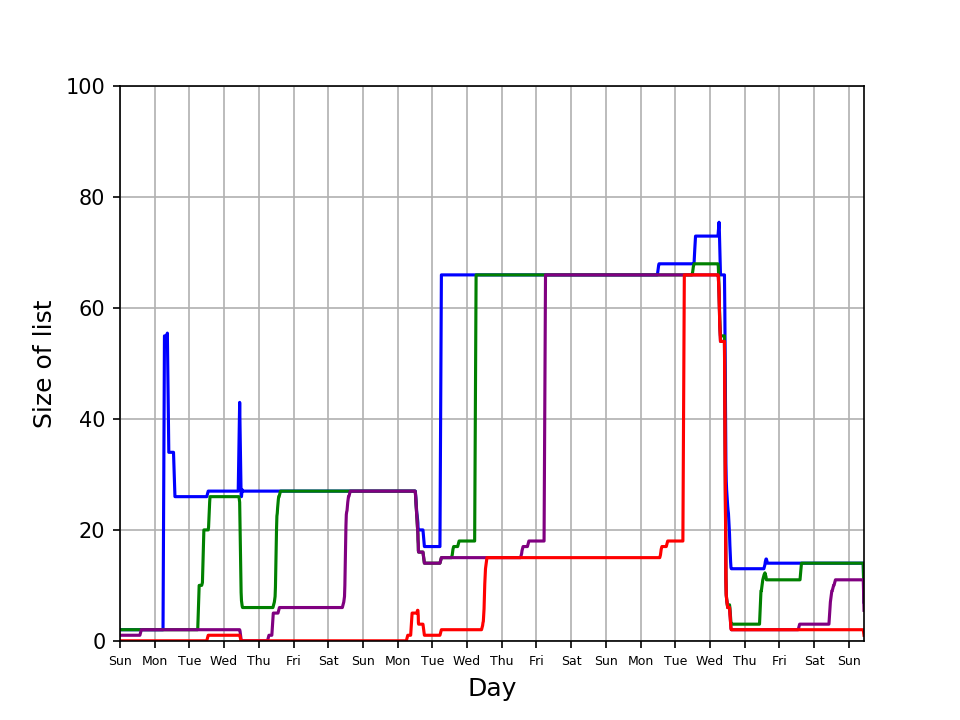 100
80
60
40
20
0
Size of list
Sun Mon Tue Wed Thu Fri Sat Sun Mon Tue Wed Thu Fri Sat Sun Mon Tue Wed Thu Fri Sat Sun
Day